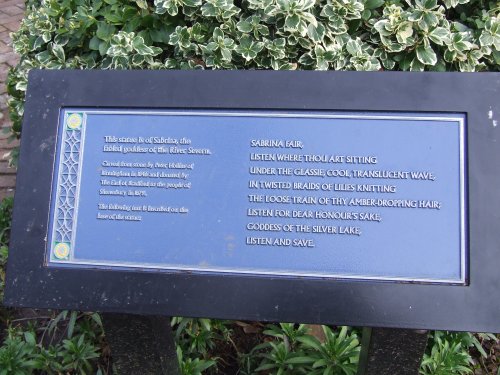 This statue is of Sabrina, the
fabled goddess of the River Severn.
Carved from stone by Peter Hollins of
Birmingham in 1846 and donated by
The Earl of Bradford to the people of
Shrewsbury in 1879.
The following text is inscribed on the
base of the statue:
SABRINA FAIR,
LISTEN WHERE THOU ART SITTING
UNDER THE GLASSIE, COOL, TRANSLUCENT WAVE,
IN TWISTED BRAIDS OF LILIES KNITTING
THE LOOSE TRAIN OF THY AMBER-DROPPING HAIR;
LISTEN FOR DEAR HONOUR'S SAKE,
GODDESS OF THE SILVER LAKE,
LISTEN AND SAVE.